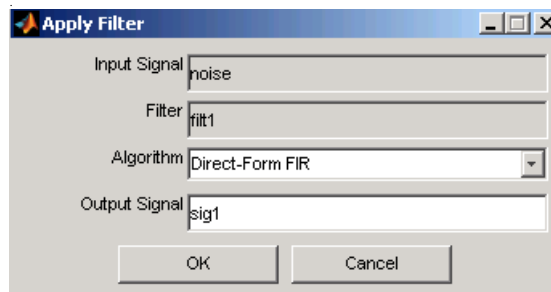 Apply Filter
Input Signal noise
Filter filt1
Algorithm Direct-Form FIR
Output Signal sig1
OK Cancel